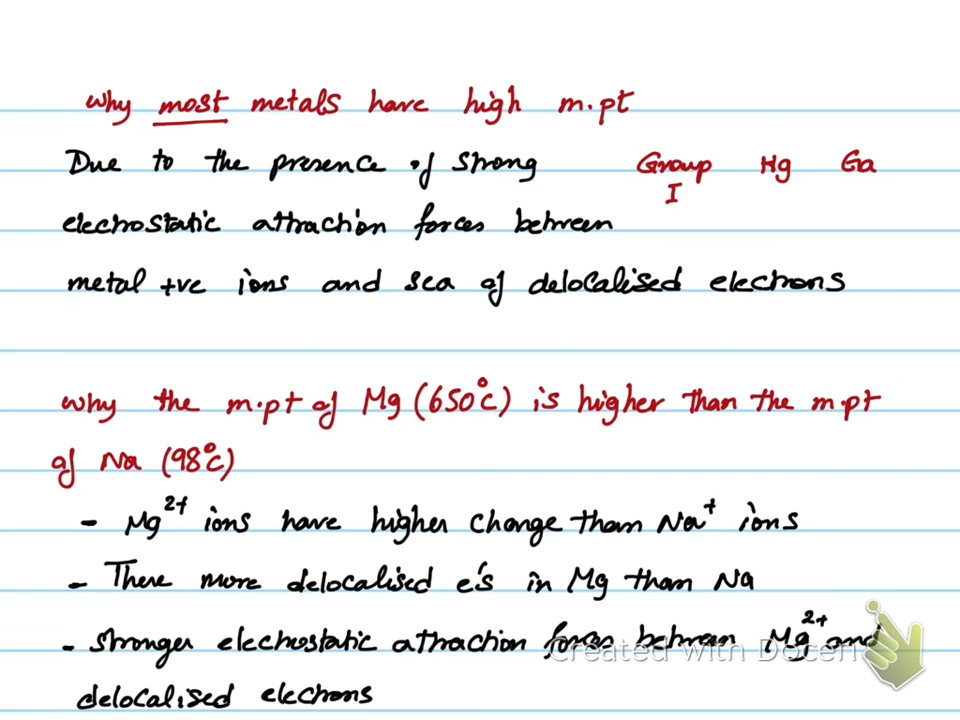 Why most metals have high m.pt
Due to the presence of strong Group Hg Ga
I
electrostatic attraction forces between
metal +ve ions and sea of delocalised electrons
why the m.pt of Mg (650°C) is higher than the m.pt
of Na (98°C)
- Mg2+ ions have higher change than Na+ ions
- There more delocalised e's in Mg than Na
- stronger electrostatic attraction forces between Mg2+ and
delocalised electrons
Created with Doceri